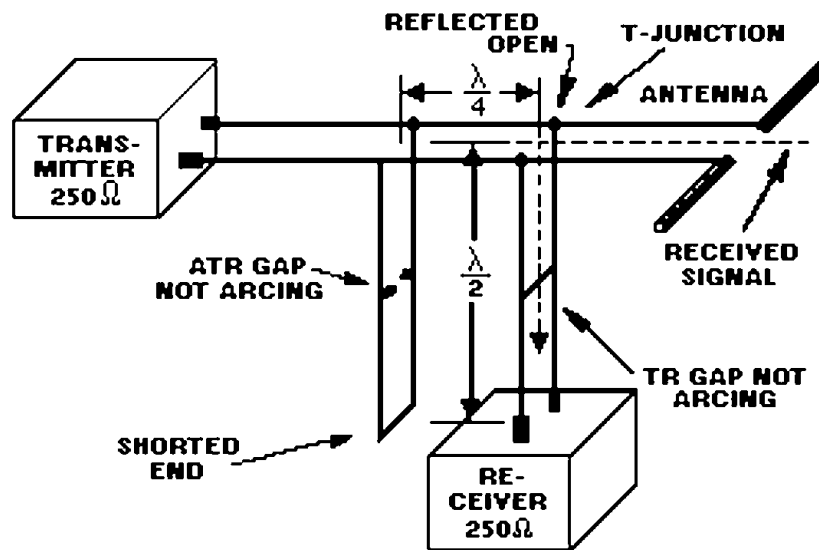 REFLECTED
OPEN
T-JUNCTION
λ
4
ANTENNA
TRANS-
MITTER
250Ω
ATR GAP
NOT ARCING
λ
2
RECEIVED
SIGNAL
TR GAP NOT
ARCING
SHORTED
END
RE-
CEIVER
250Ω